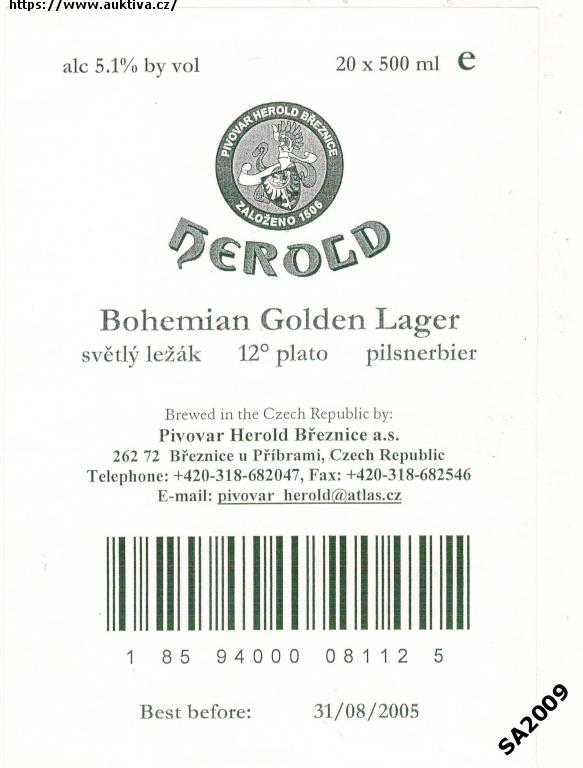 https://www.auktiva.cz/
alc 5.1% by vol 20 x 500 ml e
PIVOVAR HEROLD BŘEZNICE
ZALOŽENO 1506
HEROLD
Bohemian Golden Lager
světlý ležák 12° plato pilsnerbier
Brewed in the Czech Republic by:
Pivovar Herold Březnice a.s.
262 72 Březnice u Příbrami, Czech Republic
Telephone: +420-318-682047, Fax: +420-318-682546
E-mail: pivovar_herold@atlas.cz
1 85 94000 08112 5
Best before: 31/08/2005
SA2009